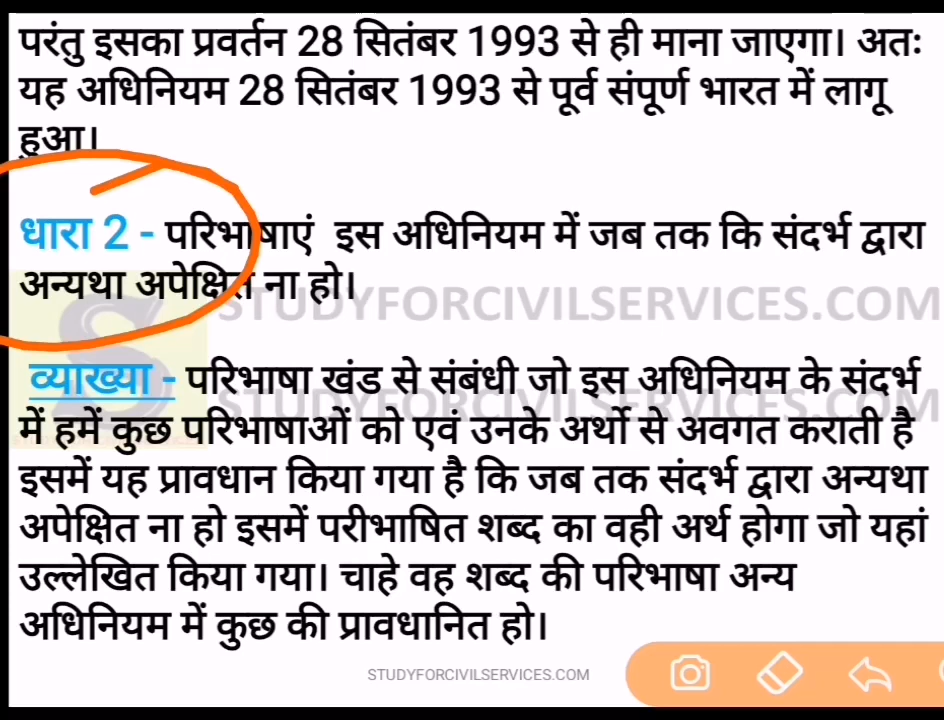 परंतु इसका प्रवर्तन 28 सितंबर 1993 से ही माना जाएगा। अतः
यह अधिनियम 28 सितंबर 1993 से पूर्व संपूर्ण भारत में लागू
हुआ।
धारा 2 - परिभाषाएं इस अधिनियम में जब तक कि संदर्भ द्वारा
अन्यथा अपेक्षित ना हो।
STUDYFORCIVILSERVICES.COM
व्याख्या - परिभाषा खंड से संबंधी जो इस अधिनियम के संदर्भ
STUDYFORCIVILSERVICES.COM
में हमें कुछ परिभाषाओं को एवं उनके अर्थो से अवगत कराती है
इसमें यह प्रावधान किया गया है कि जब तक संदर्भ द्वारा अन्यथा
अपेक्षित ना हो इसमें परीभाषित शब्द का वही अर्थ होगा जो यहां
उल्लेखित किया गया। चाहे वह शब्द की परिभाषा अन्य
अधिनियम में कुछ की प्रावधानित हो।
STUDYFORCIVILSERVICES.COM